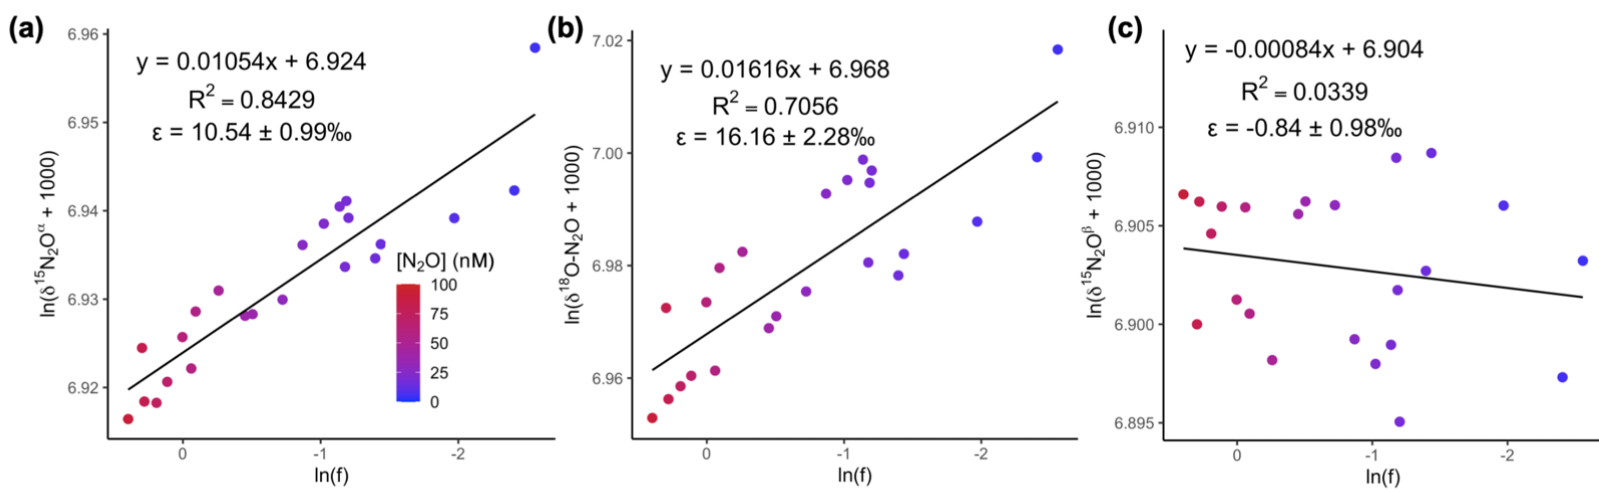 (a)
6.96
6.95
6.94
6.93
6.92
ln(δ¹⁵N₂Oᵅ + 1000)
y = 0.01054x + 6.924
R² = 0.8429
ε = 10.54 ± 0.99‰
[N₂O] (nM)
100
75
50
25
0
0 -1 -2
ln(f)
(b)
7.02
7.00
6.98
6.96
ln(δ¹⁸O-N₂O + 1000)
y = 0.01616x + 6.968
R² = 0.7056
ε = 16.16 ± 2.28‰
0 -1 -2
ln(f)
(c)
6.910
6.905
6.900
6.895
ln(δ¹⁵N₂Oᵝ + 1000)
y = -0.00084x + 6.904
R² = 0.0339
ε = -0.84 ± 0.98‰
0 -1 -2
ln(f)